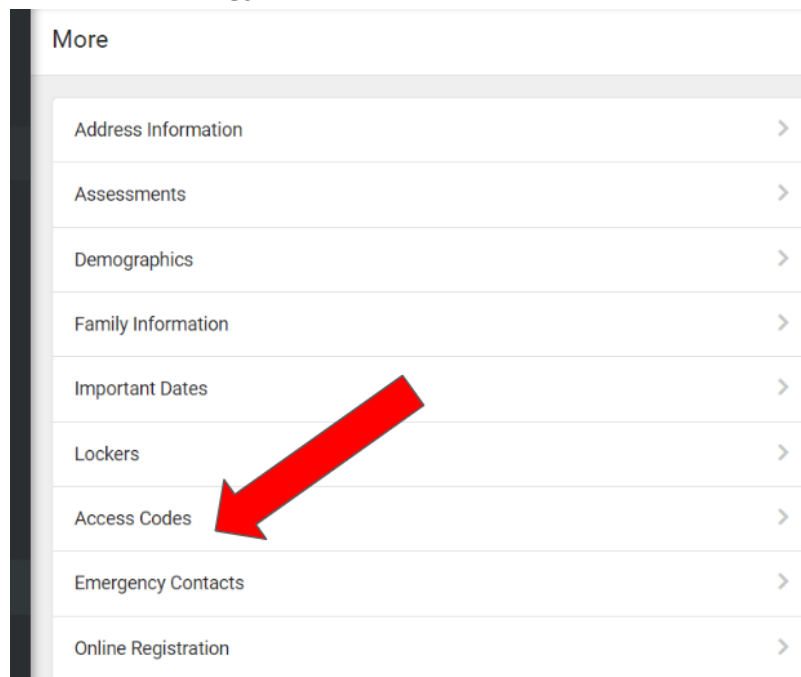 More
Address Information
Assessments
Demographics
Family Information
Important Dates
Lockers
Access Codes
Emergency Contacts
Online Registration